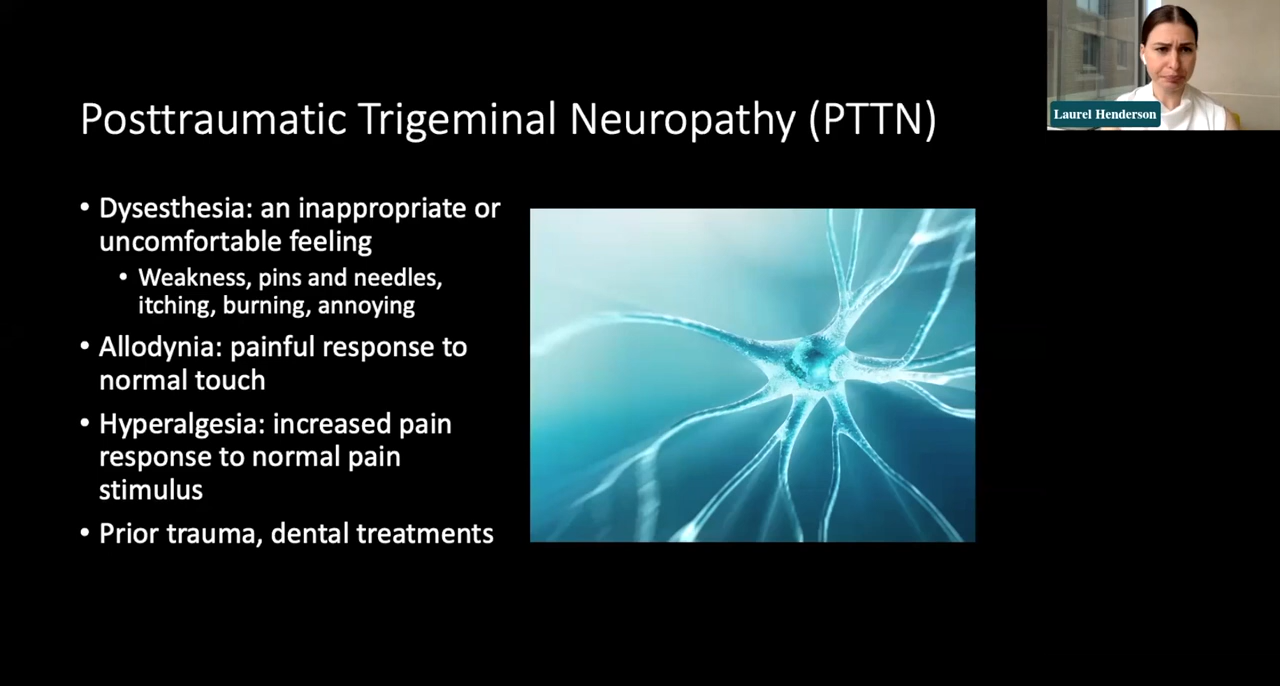 Laurel Henderson
Posttraumatic Trigeminal Neuropathy (PTTN)
• Dysesthesia: an inappropriate or
uncomfortable feeling
• Weakness, pins and needles,
itching, burning, annoying
• Allodynia: painful response to
normal touch
• Hyperalgesia: increased pain
response to normal pain
stimulus
• Prior trauma, dental treatments